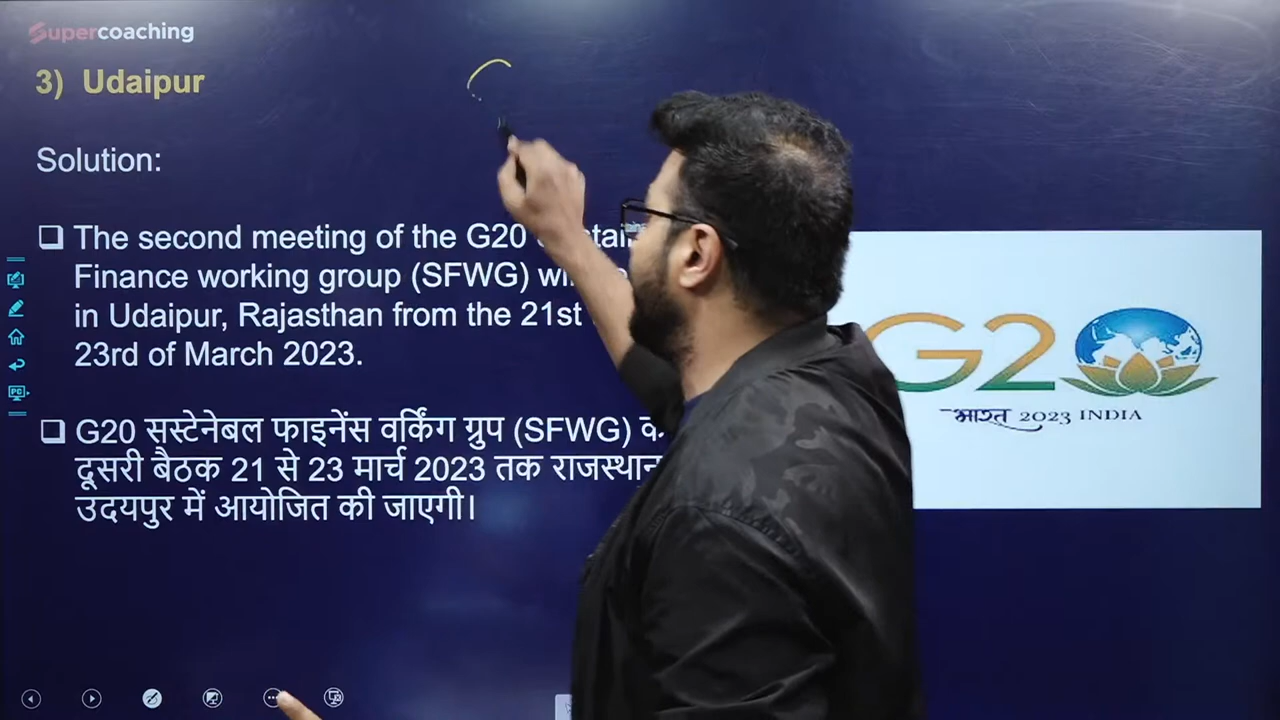 Supercoaching
3) Udaipur
Solution:
The second meeting of the G20
Finance working group (SFWG)
in Udaipur, Rajasthan from the 21st
23rd of March 2023.
G20 सस्टेनेबल फाइनेंस वर्किंग ग्रुप (SFWG)
दूसरी बैठक 21 से 23 मार्च 2023 तक राजस्थान
उदयपुर में आयोजित की जाएगी।
G20
भारत 2023 INDIA
PC